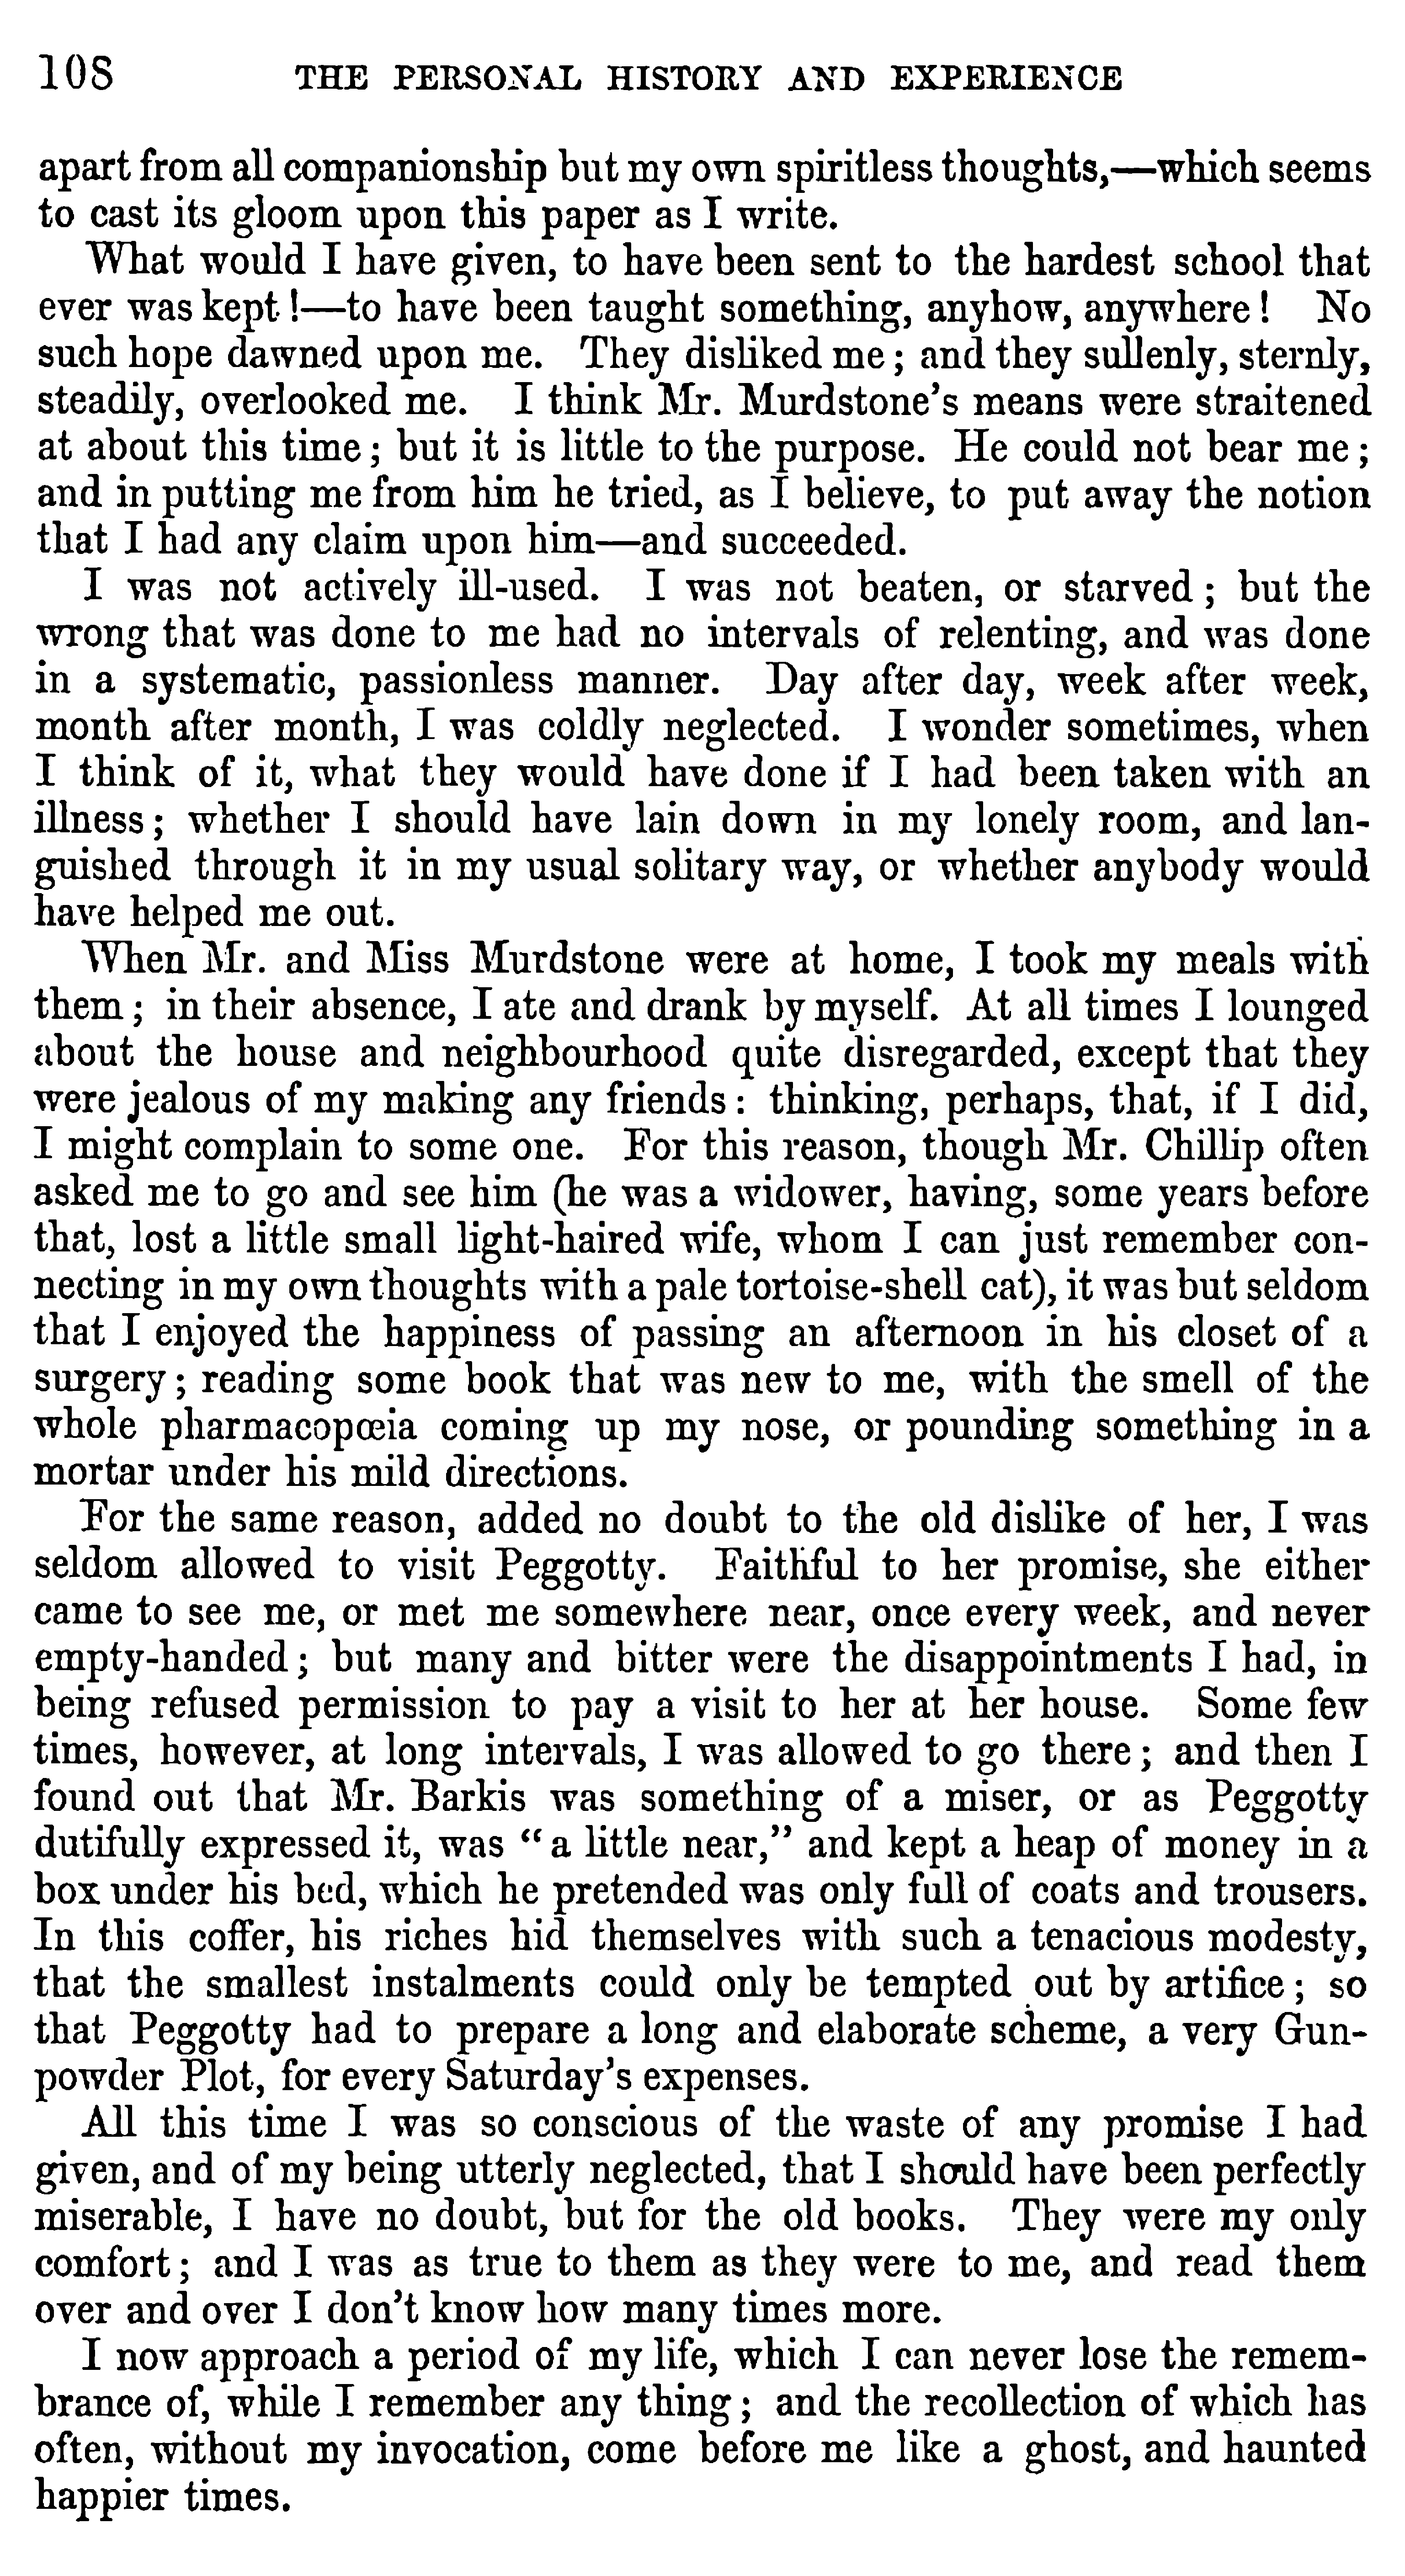 108 THE PERSONAL HISTORY AND EXPERIENCE
apart from all companionship but my own spiritless thoughts,—which seems
to cast its gloom upon this paper as I write.
What would I have given, to have been sent to the hardest school that
ever was kept!—to have been taught something, anyhow, anywhere! No
such hope dawned upon me. They disliked me; and they sullenly, sternly,
steadily, overlooked me. I think Mr. Murdstone's means were straitened
at about this time; but it is little to the purpose. He could not bear me;
and in putting me from him he tried, as I believe, to put away the notion
that I had any claim upon him—and succeeded.
I was not actively ill-used. I was not beaten, or starved; but the
wrong that was done to me had no intervals of relenting, and was done
in a systematic, passionless manner. Day after day, week after week,
month after month, I was coldly neglected. I wonder sometimes, when
I think of it, what they would have done if I had been taken with an
illness; whether I should have lain down in my lonely room, and lan-
guished through it in my usual solitary way, or whether anybody would
have helped me out.
When Mr. and Miss Murdstone were at home, I took my meals with
them; in their absence, I ate and drank by myself. At all times I lounged
about the house and neighbourhood quite disregarded, except that they
were jealous of my making any friends: thinking, perhaps, that, if I did,
I might complain to some one. For this reason, though Mr. Chillip often
asked me to go and see him (he was a widower, having, some years before
that, lost a little small light-haired wife, whom I can just remember con-
necting in my own thoughts with a pale tortoise-shell cat), it was but seldom
that I enjoyed the happiness of passing an afternoon in his closet of a
surgery; reading some book that was new to me, with the smell of the
whole pharmacopœia coming up my nose, or pounding something in a
mortar under his mild directions.
For the same reason, added no doubt to the old dislike of her, I was
seldom allowed to visit Peggotty. Faithful to her promise, she either
came to see me, or met me somewhere near, once every week, and never
empty-handed; but many and bitter were the disappointments I had, in
being refused permission to pay a visit to her at her house. Some few
times, however, at long intervals, I was allowed to go there; and then I
found out that Mr. Barkis was something of a miser, or as Peggotty
dutifully expressed it, was "a little near," and kept a heap of money in a
box under his bed, which he pretended was only full of coats and trousers.
In this coffer, his riches hid themselves with such a tenacious modesty,
that the smallest instalments could only be tempted out by artifice; so
that Peggotty had to prepare a long and elaborate scheme, a very Gun-
powder Plot, for every Saturday's expenses.
All this time I was so conscious of the waste of any promise I had
given, and of my being utterly neglected, that I should have been perfectly
miserable, I have no doubt, but for the old books. They were my only
comfort; and I was as true to them as they were to me, and read them
over and over I don't know how many times more.
I now approach a period of my life, which I can never lose the remem-
brance of, while I remember any thing; and the recollection of which has
often, without my invocation, come before me like a ghost, and haunted
happier times.